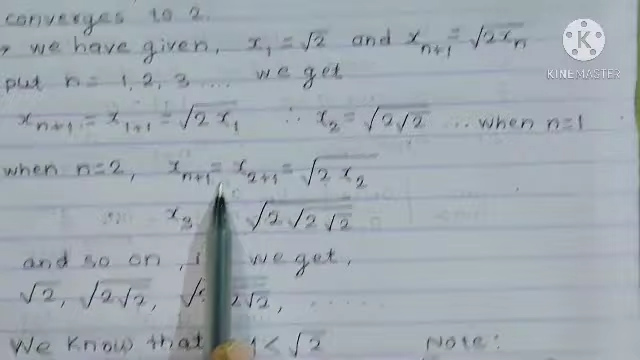 converges to 2.
we have given, x₁ = √2 and xₙ₊₁ = √(2xₙ)
put n = 1, 2, 3 .... we get
xₙ₊₁ = x₁₊₁ = √(2 x₁) ∴ x₂ = √(2√2) ... when n=1
when n=2, xₙ₊₁ = x₂₊₁ = √(2 x₂)
x₃ √(2√(2√2))
and so on, we get,
√2, √(2√2), 2√2, ......
We know that 1 < √2 Note:
KINEMASTER